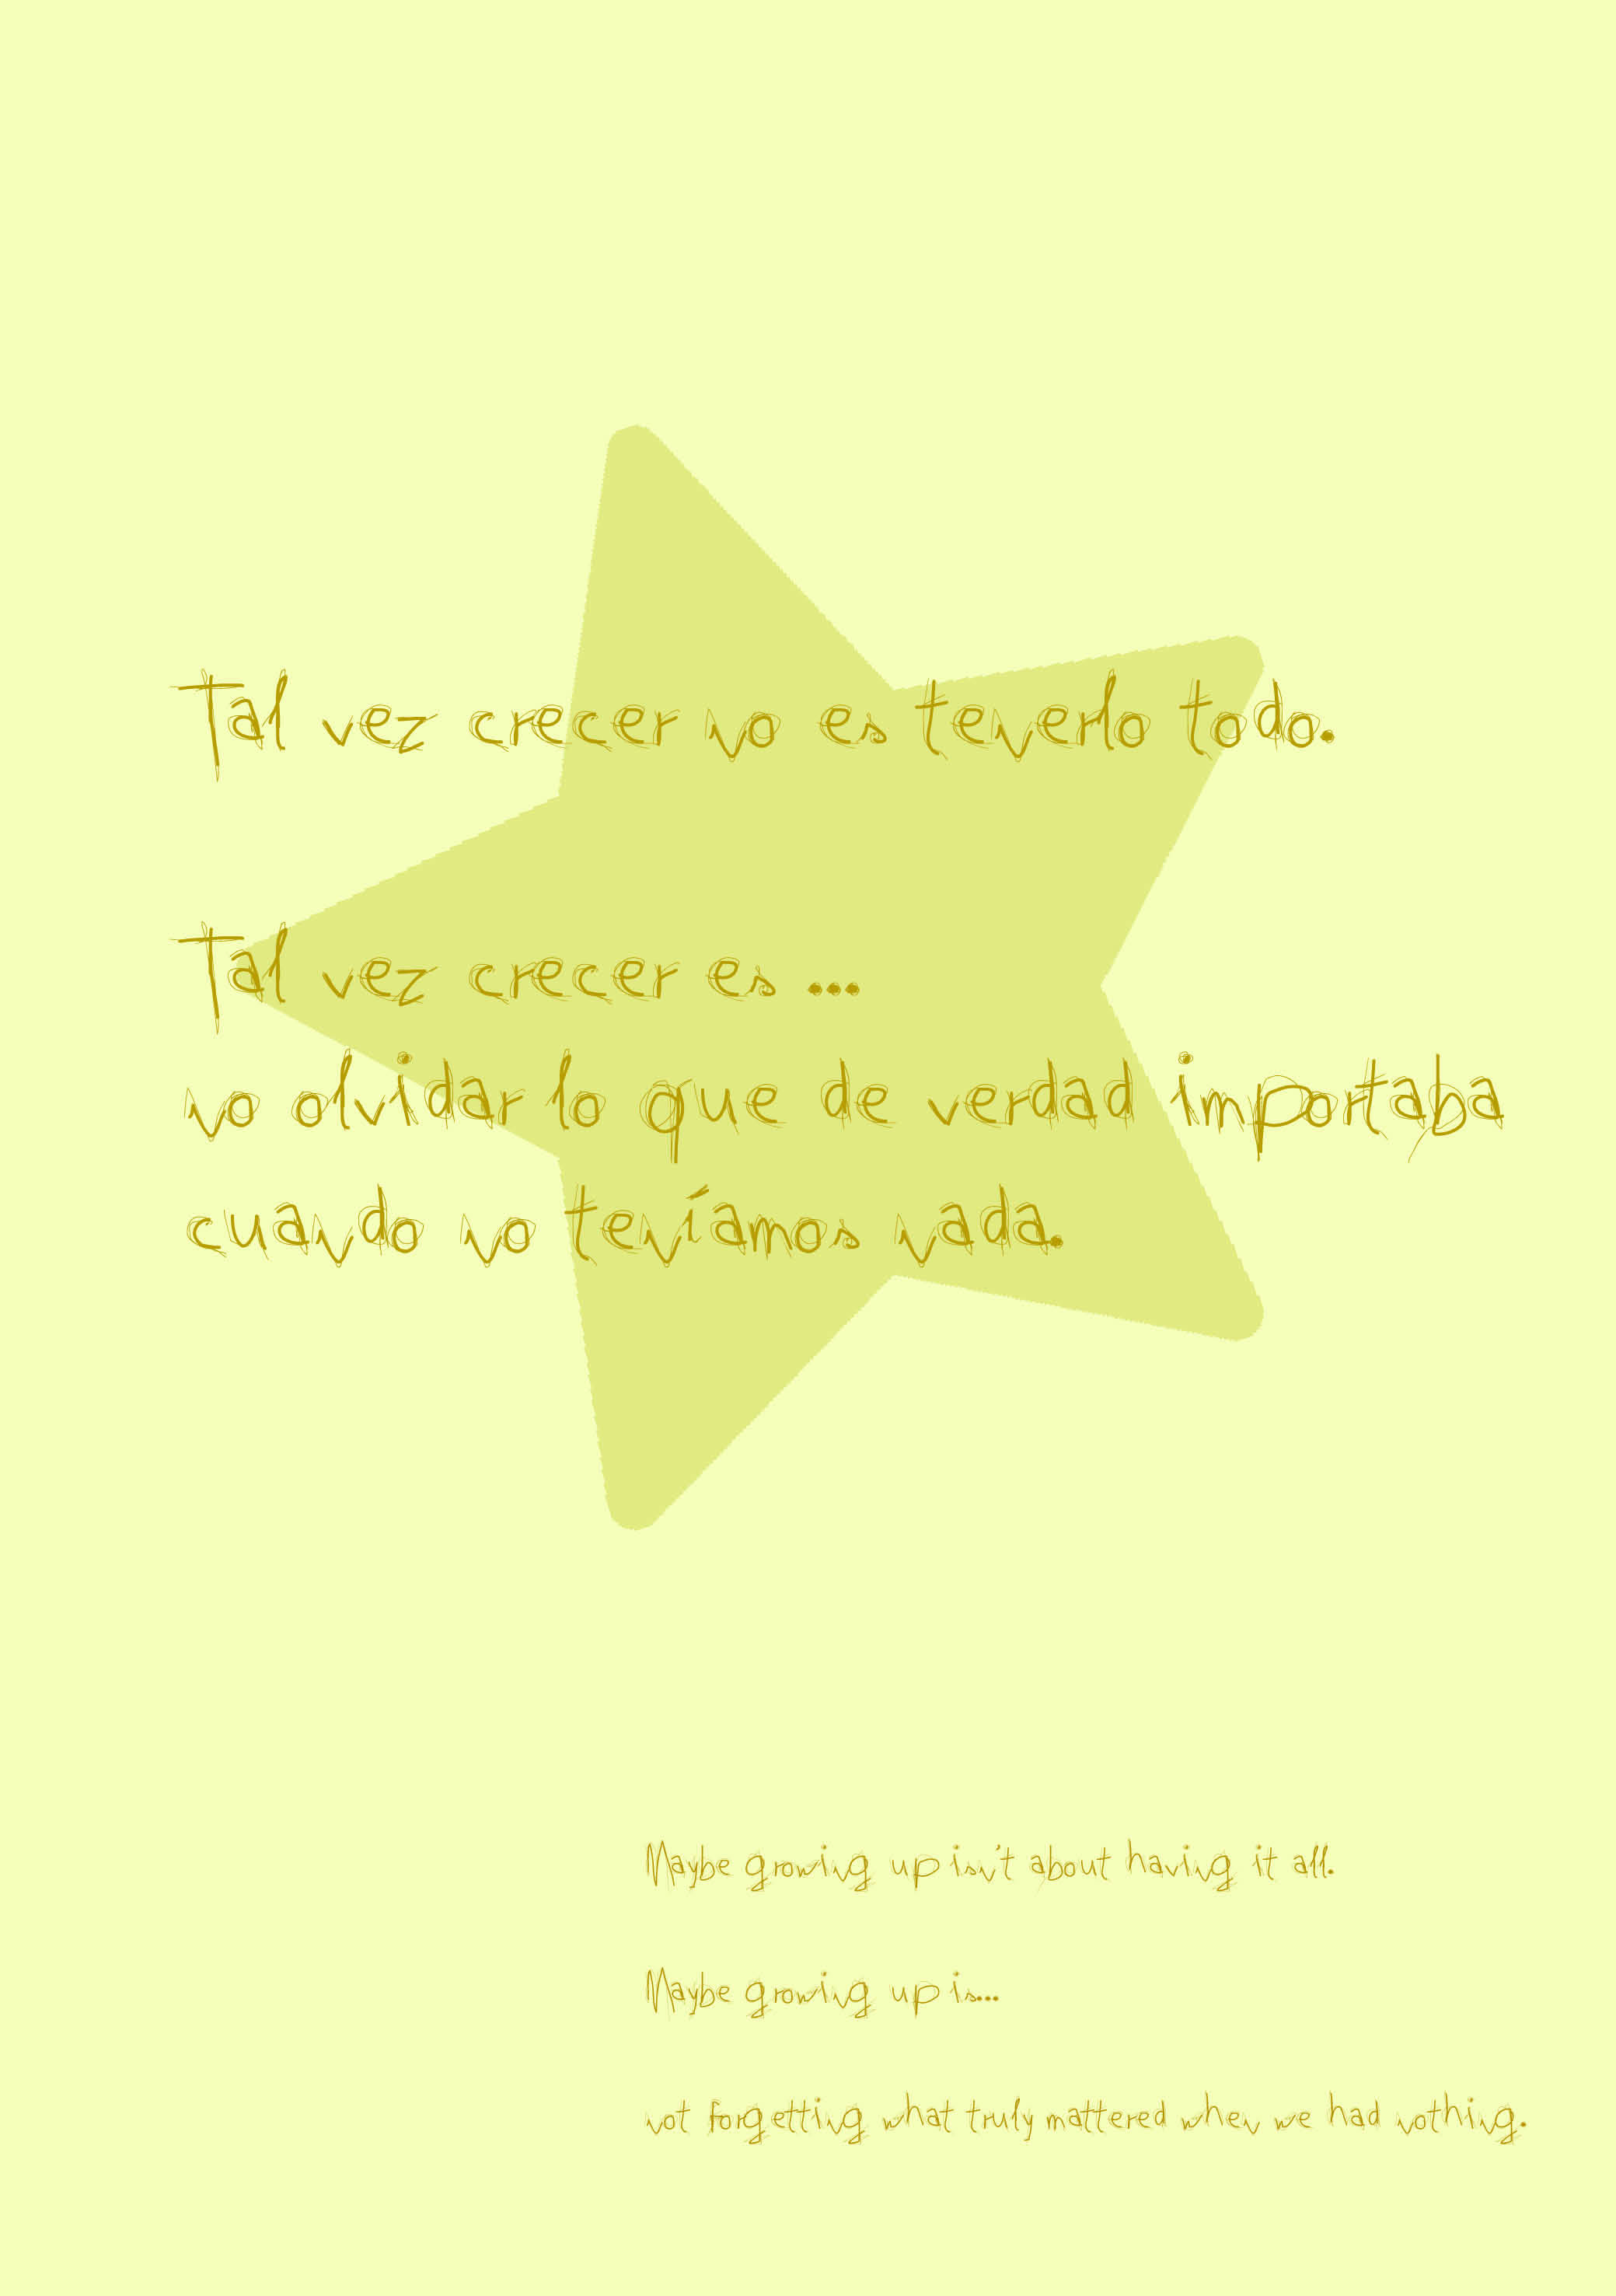 Tal vez crecer no es tenerlo todo.
Tal vez crecer es ...
no olvidar lo que de verdad importaba
cuando no teníamos nada.
Maybe growing up isn't about having it all.
Maybe growing up is...
not forgetting what truly mattered when we had nothing.